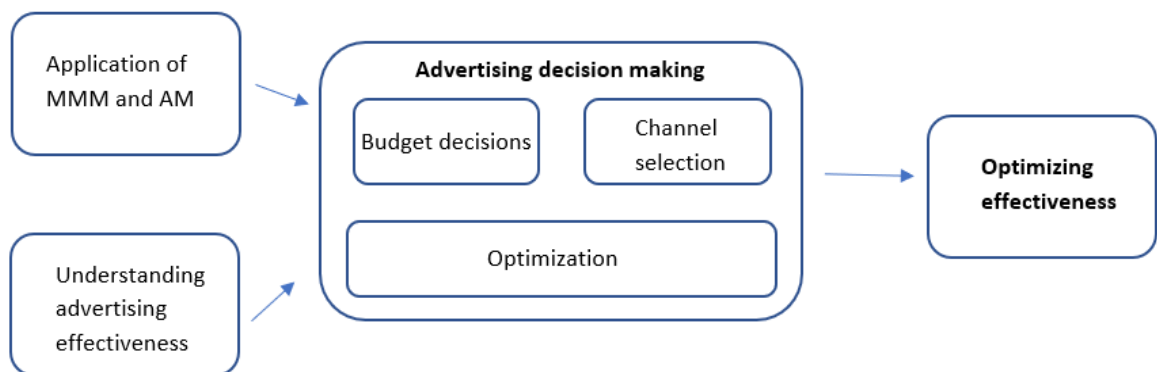 Application of
MMM and AM
Understanding
advertising
effectiveness
Advertising decision making
Budget decisions
Channel
selection
Optimization
Optimizing
effectiveness